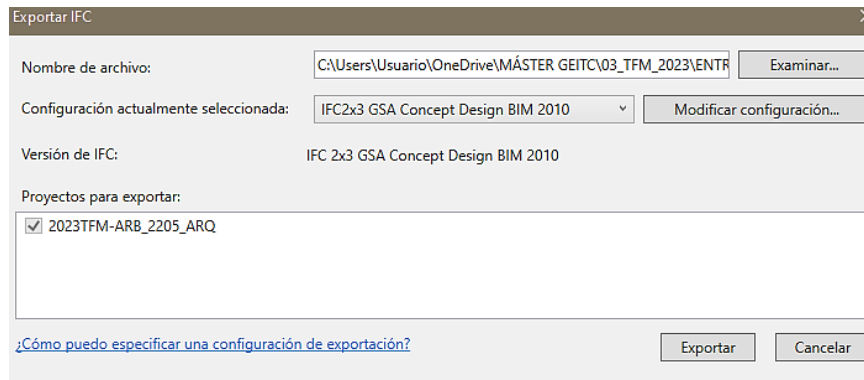 Exportar IFC
Nombre de archivo: C:\Users\Usuario\OneDrive\MÁSTER GEITC\03_TFM_2023\ENTR Examinar...
Configuración actualmente seleccionada: IFC2x3 GSA Concept Design BIM 2010 Modificar configuración...
Versión de IFC: IFC 2x3 GSA Concept Design BIM 2010
Proyectos para exportar:
2023TFM-ARB_2205_ARQ
¿Cómo puedo especificar una configuración de exportación? Exportar Cancelar